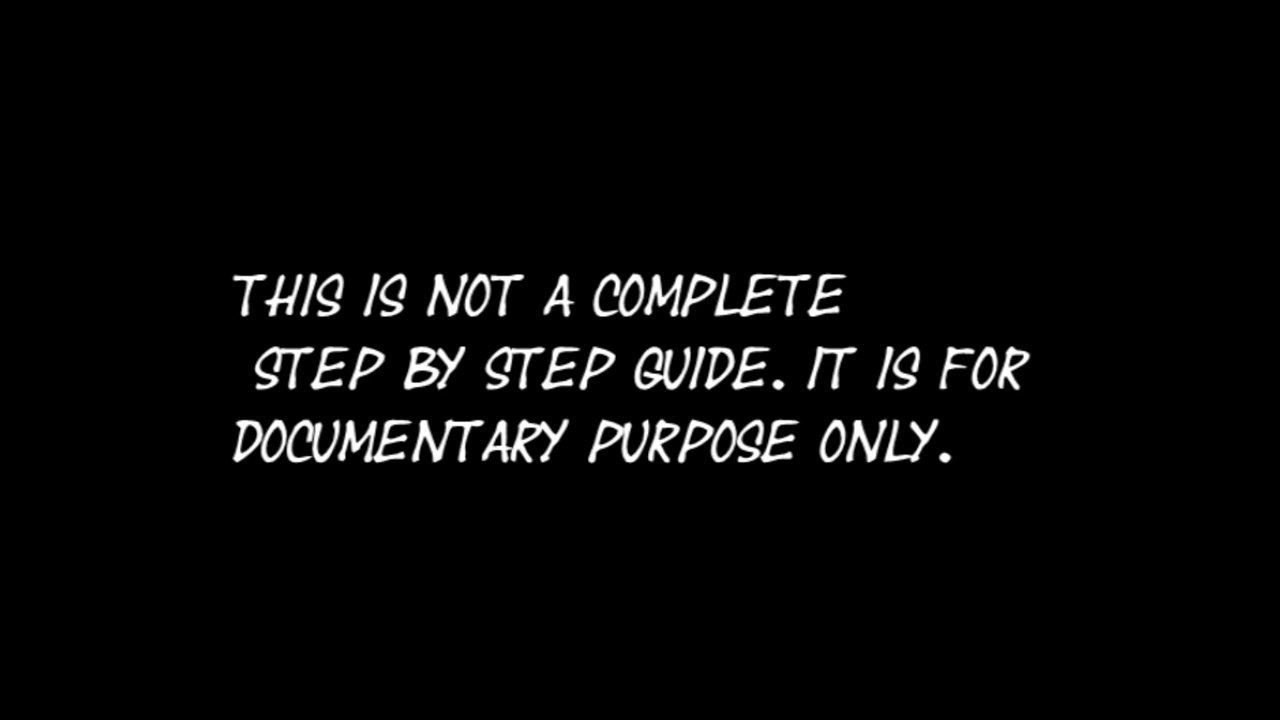 THIS IS NOT A COMPLETE
STEP BY STEP GUIDE. IT IS FOR
DOCUMENTARY PURPOSE ONLY.